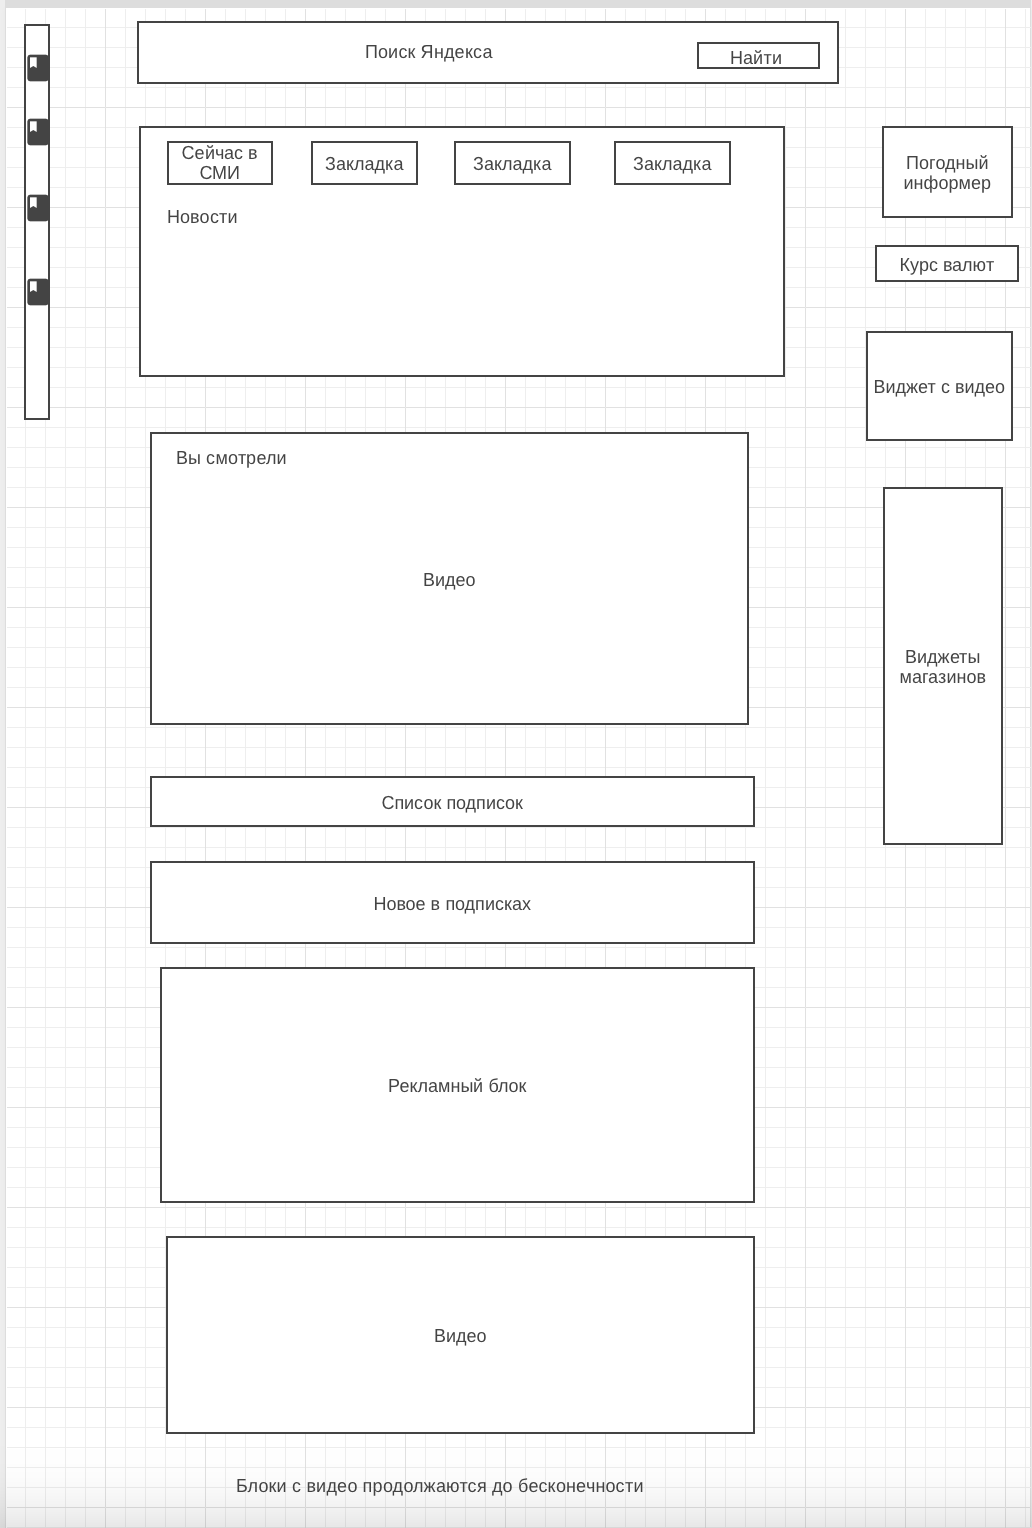 Поиск Яндекса
Найти
Сейчас в
СМИ
Закладка
Закладка
Закладка
Новости
Погодный
информер
Курс валют
Виджет с видео
Вы смотрели
Видео
Виджеты
магазинов
Список подписок
Новое в подписках
Рекламный блок
Видео
Блоки с видео продолжаются до бесконечности